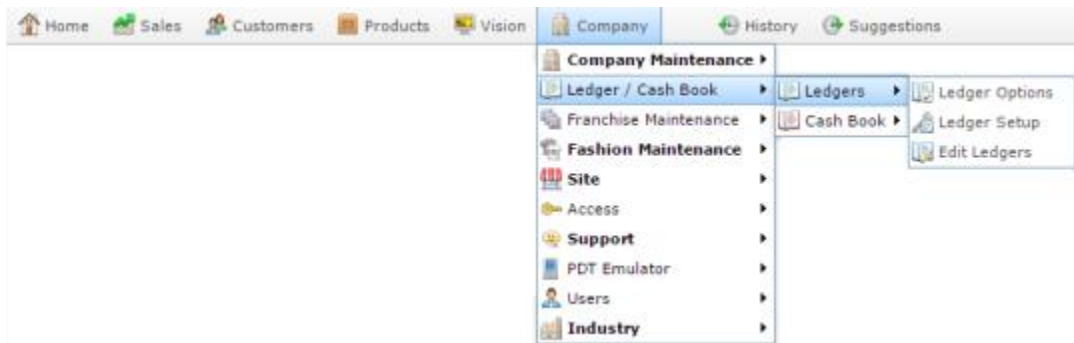 Home Sales Customers Products Vision Company History Suggestions
Company Maintenance
Ledger / Cash Book Ledgers Ledger Options
Franchise Maintenance Cash Book Ledger Setup
Fashion Maintenance Edit Ledgers
Site
Access
Support
PDT Emulator
Users
Industry